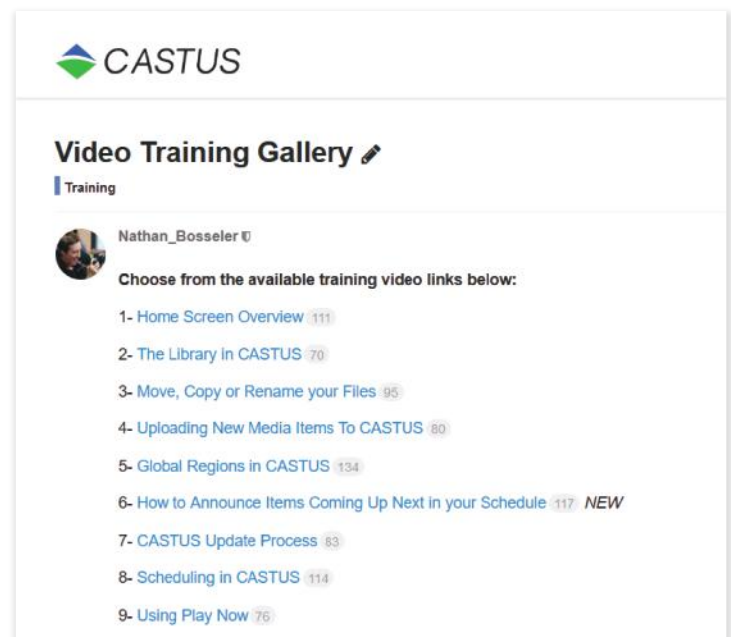 CASTUS
Video Training Gallery
Training
Nathan_Bosseler
Choose from the available training video links below:
1- Home Screen Overview 111
2- The Library in CASTUS 70
3- Move, Copy or Rename your Files 95
4- Uploading New Media Items To CASTUS 80
5- Global Regions in CASTUS 134
6- How to Announce Items Coming Up Next in your Schedule 117 NEW
7- CASTUS Update Process 83
8- Scheduling in CASTUS 114
9- Using Play Now 76